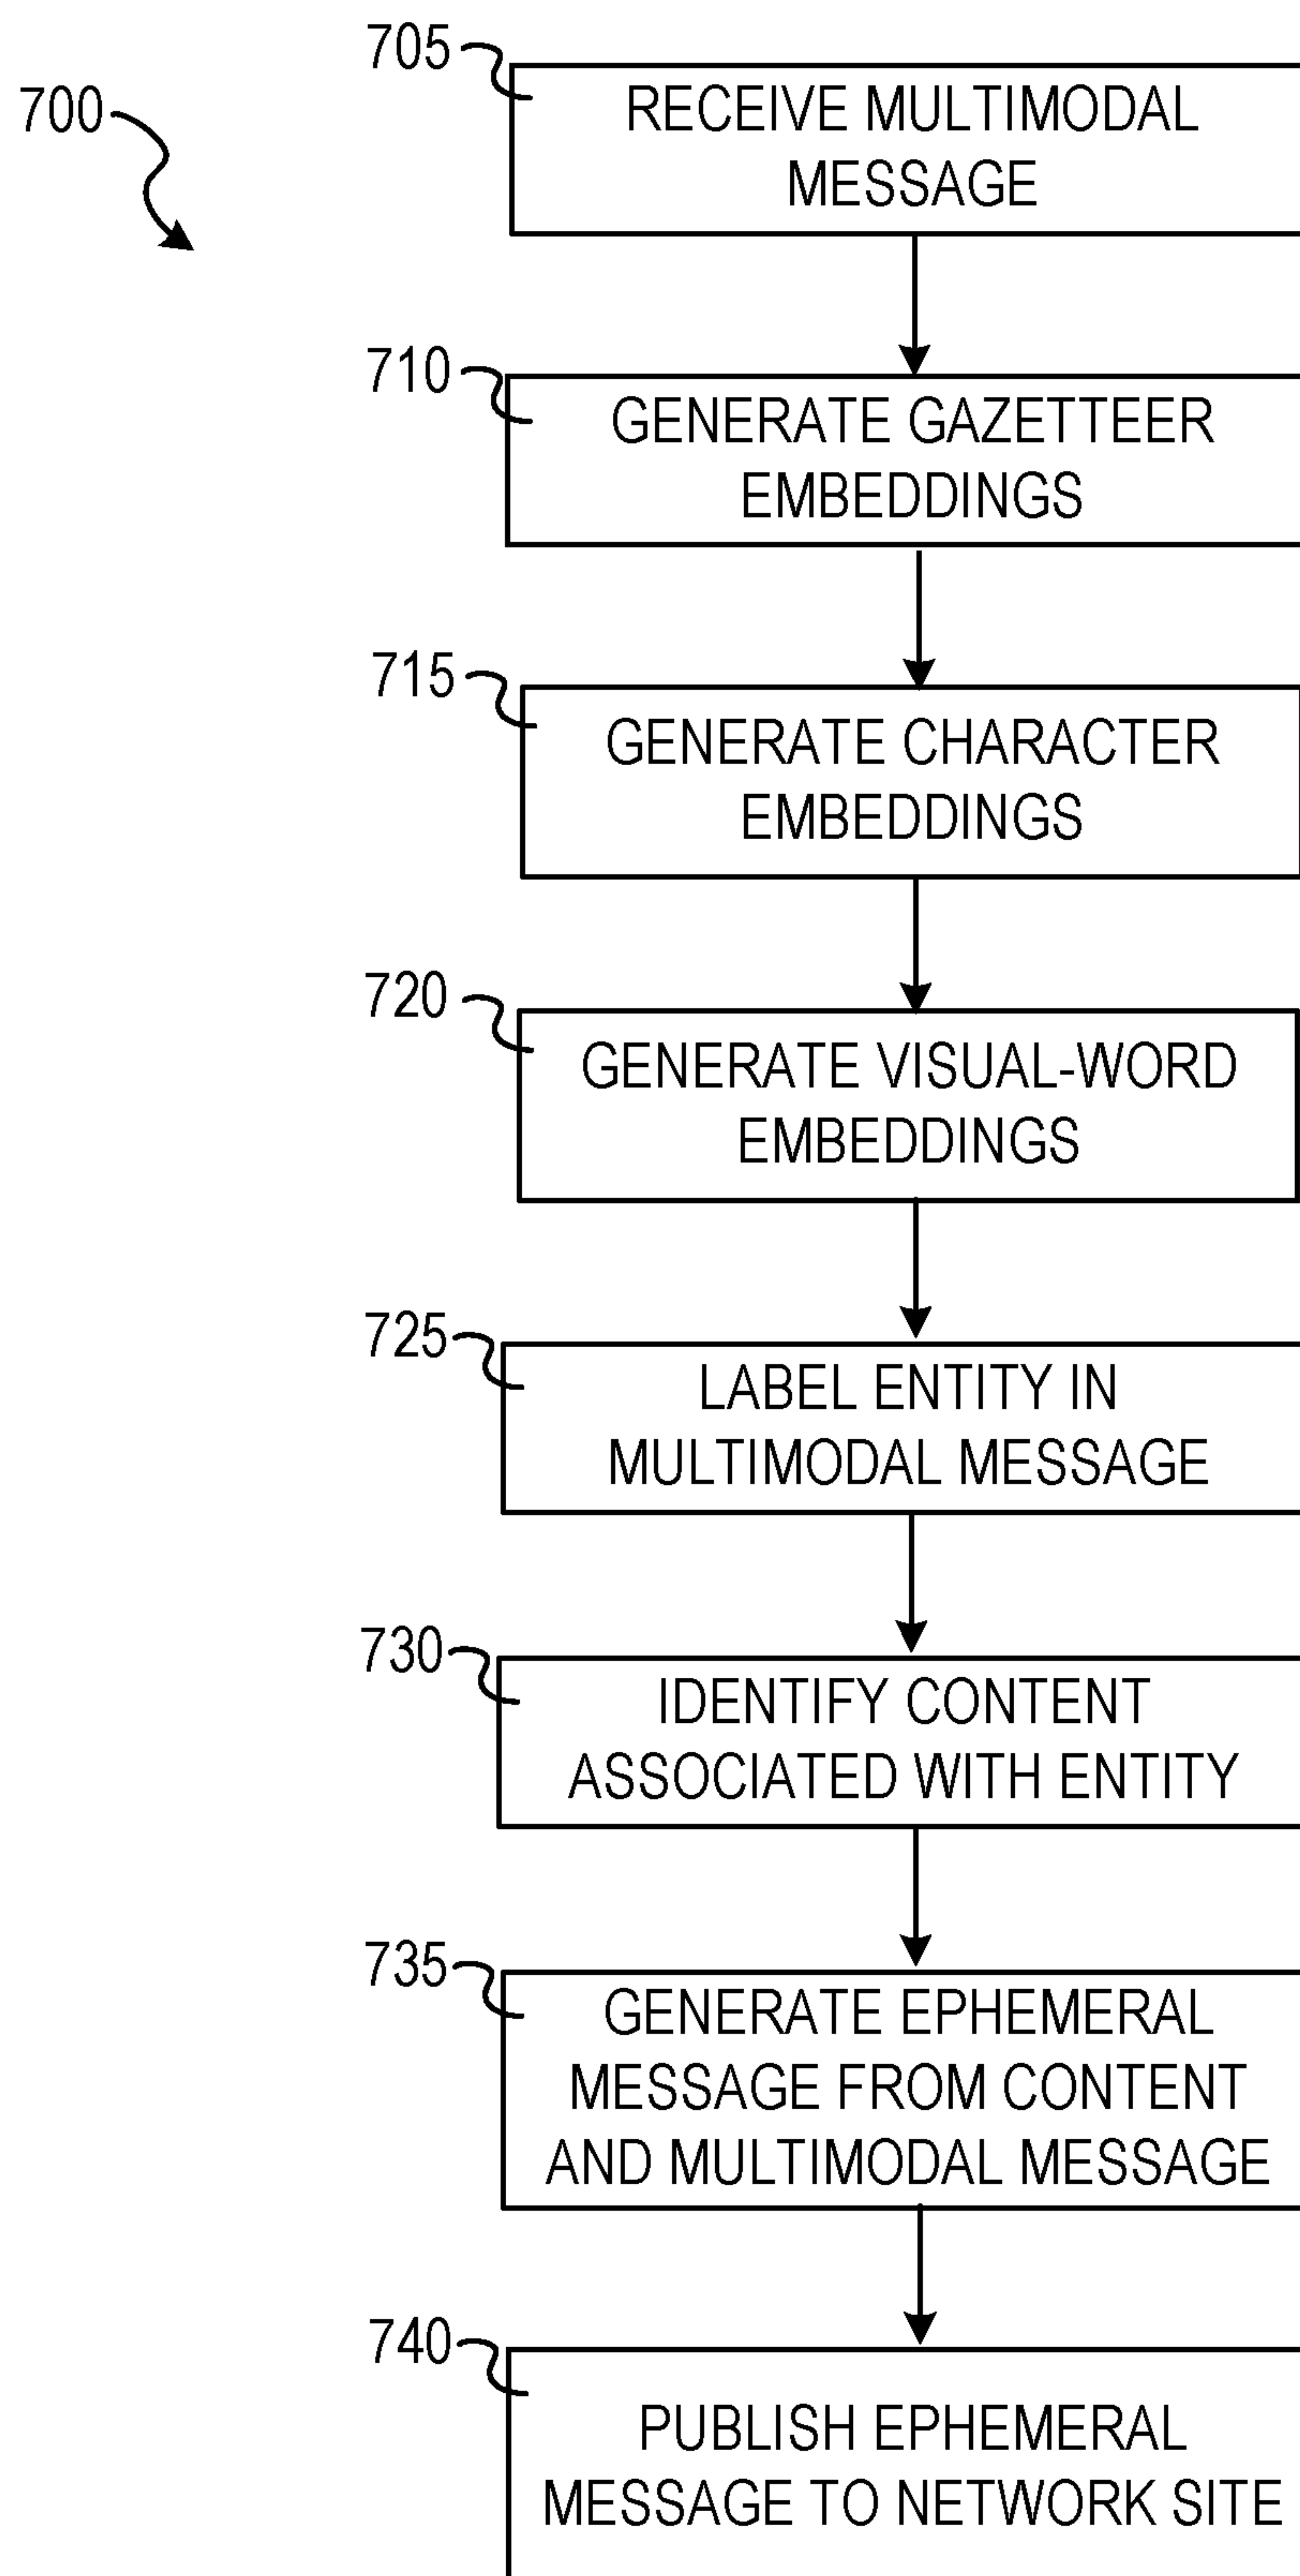 700
705
RECEIVE MULTIMODAL
MESSAGE
710
GENERATE GAZETTEER
EMBEDDINGS
715
GENERATE CHARACTER
EMBEDDINGS
720
GENERATE VISUAL-WORD
EMBEDDINGS
725
LABEL ENTITY IN
MULTIMODAL MESSAGE
730
IDENTIFY CONTENT
ASSOCIATED WITH ENTITY
735
GENERATE EPHEMERAL
MESSAGE FROM CONTENT
AND MULTIMODAL MESSAGE
740
PUBLISH EPHEMERAL
MESSAGE TO NETWORK SITE